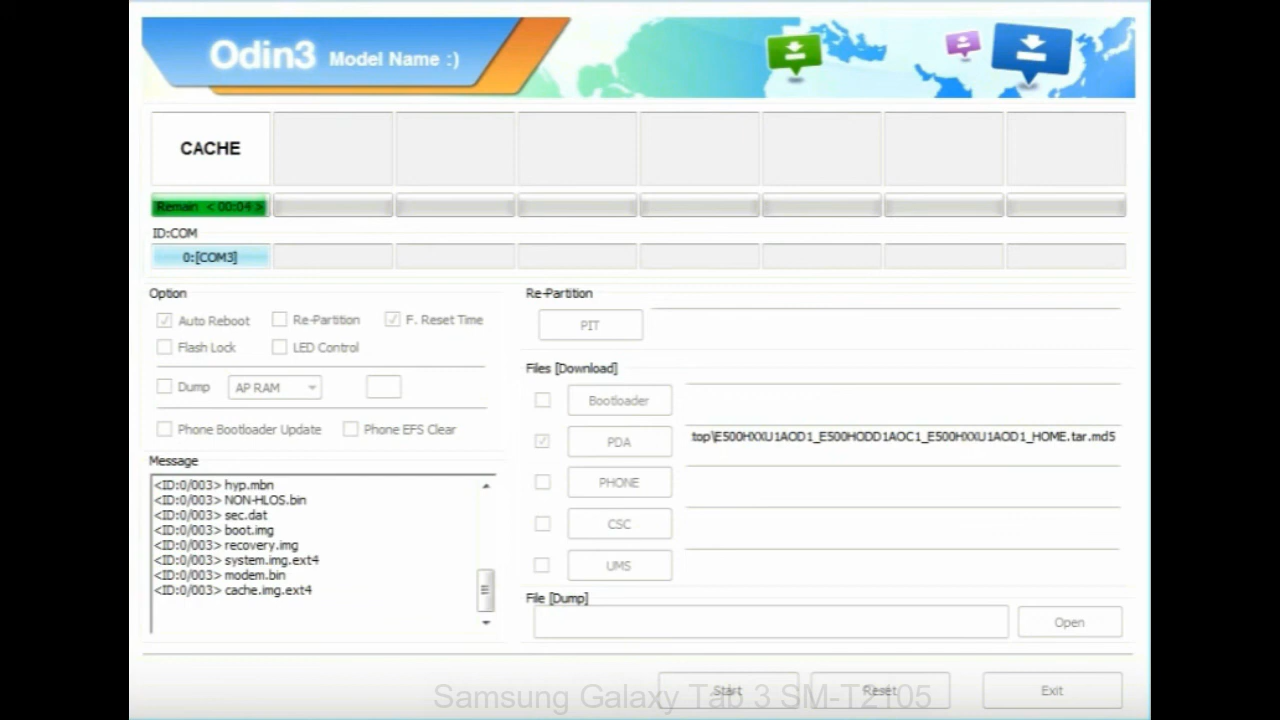 Odin3 Model Name :)
CACHE
Remain < 00:04 >
ID:COM
0:[COM3]
Option
Auto Reboot Re-Partition F. Reset Time
Flash Lock LED Control
Dump AP RAM
Phone Bootloader Update Phone EFS Clear
Message
<ID:0/003> hyp.mbn
<ID:0/003> NON-HLOS.bin
<ID:0/003> sec.dat
<ID:0/003> boot.img
<ID:0/003> recovery.img
<ID:0/003> system.img.ext4
<ID:0/003> modem.bin
<ID:0/003> cache.img.ext4
Re-Partition
PIT
Files [Download]
Bootloader
PDA top\E500HXXU1AOD1_E500HODD1AOC1_E500HXXU1AOD1_HOME.tar.md5
PHONE
CSC
UMS
File [Dump]
Open
Start Reset Exit
Samsung Galaxy Tab 3 SM-T2105